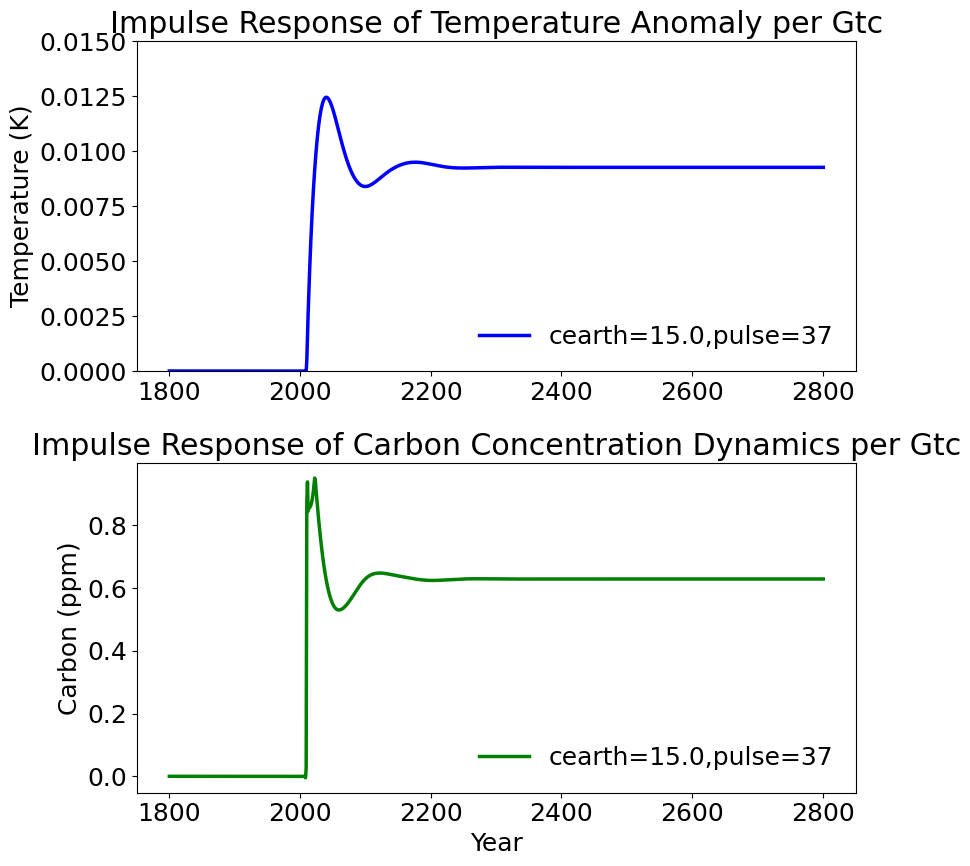 Impulse Response of Temperature Anomaly per Gtc
0.0150
0.0125
0.0100
0.0075
0.0050
0.0025
0.0000
Temperature (K)
cearth=15.0,pulse=37
1800 2000 2200 2400 2600 2800
Impulse Response of Carbon Concentration Dynamics per Gtc
0.8
0.6
0.4
0.2
0.0
Carbon (ppm)
cearth=15.0,pulse=37
1800 2000 2200 2400 2600 2800
Year